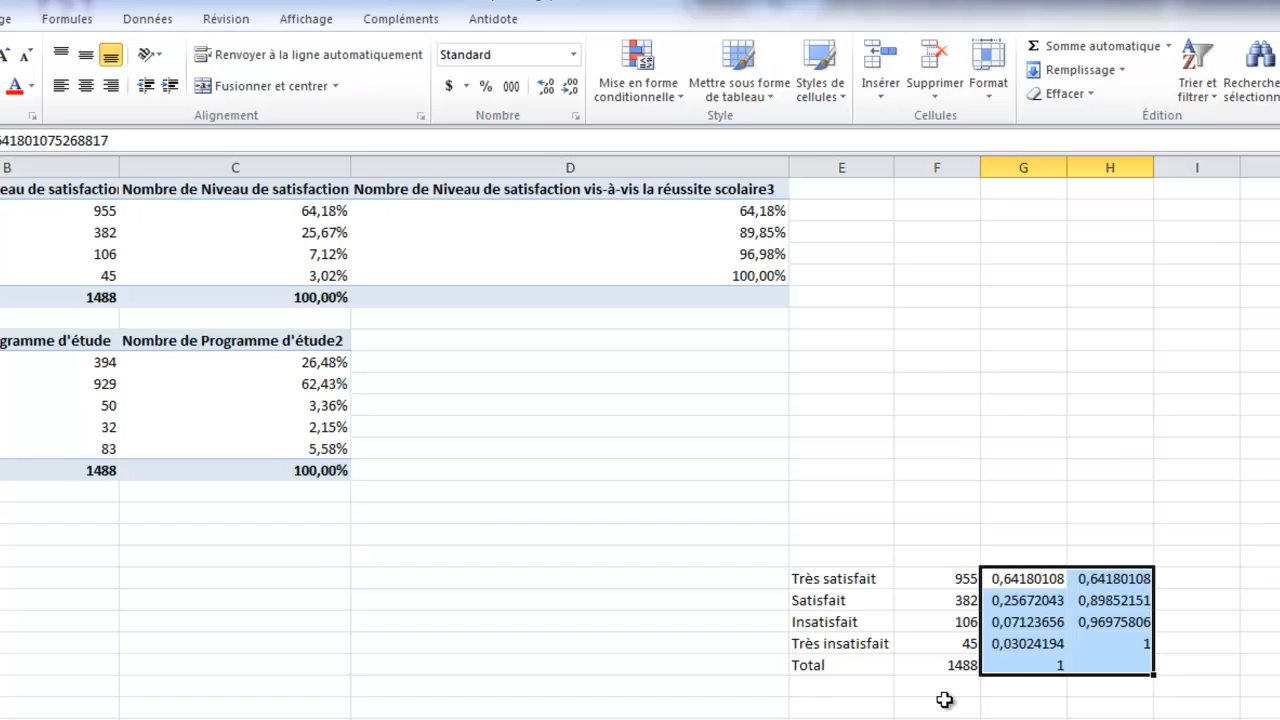 ge Formules Données Révision Affichage Compléments Antidote
A A Renvoyer à la ligne automatiquement Standard Mise en forme conditionnelle Mettre sous forme de tableau Styles de cellules Insérer Supprimer Format Σ Somme automatique Remplissage Effacer Trier et filtrer Recherche sélection
A Fusionner et centrer $ % 000 ,00 ,00
Alignement Nombre Style Cellules Édition
641801075268817
B C D E F G H I
eau de satisfaction Nombre de Niveau de satisfaction Nombre de Niveau de satisfaction vis-à-vis la réussite scolaire3
955 64,18% 64,18%
382 25,67% 89,85%
106 7,12% 96,98%
45 3,02% 100,00%
1488 100,00%
gramme d'étude Nombre de Programme d'étude2
394 26,48%
929 62,43%
50 3,36%
32 2,15%
83 5,58%
1488 100,00%
Très satisfait 955 0,64180108 0,64180108
Satisfait 382 0,25672043 0,89852151
Insatisfait 106 0,07123656 0,96975806
Très insatisfait 45 0,03024194 1
Total 1488 1